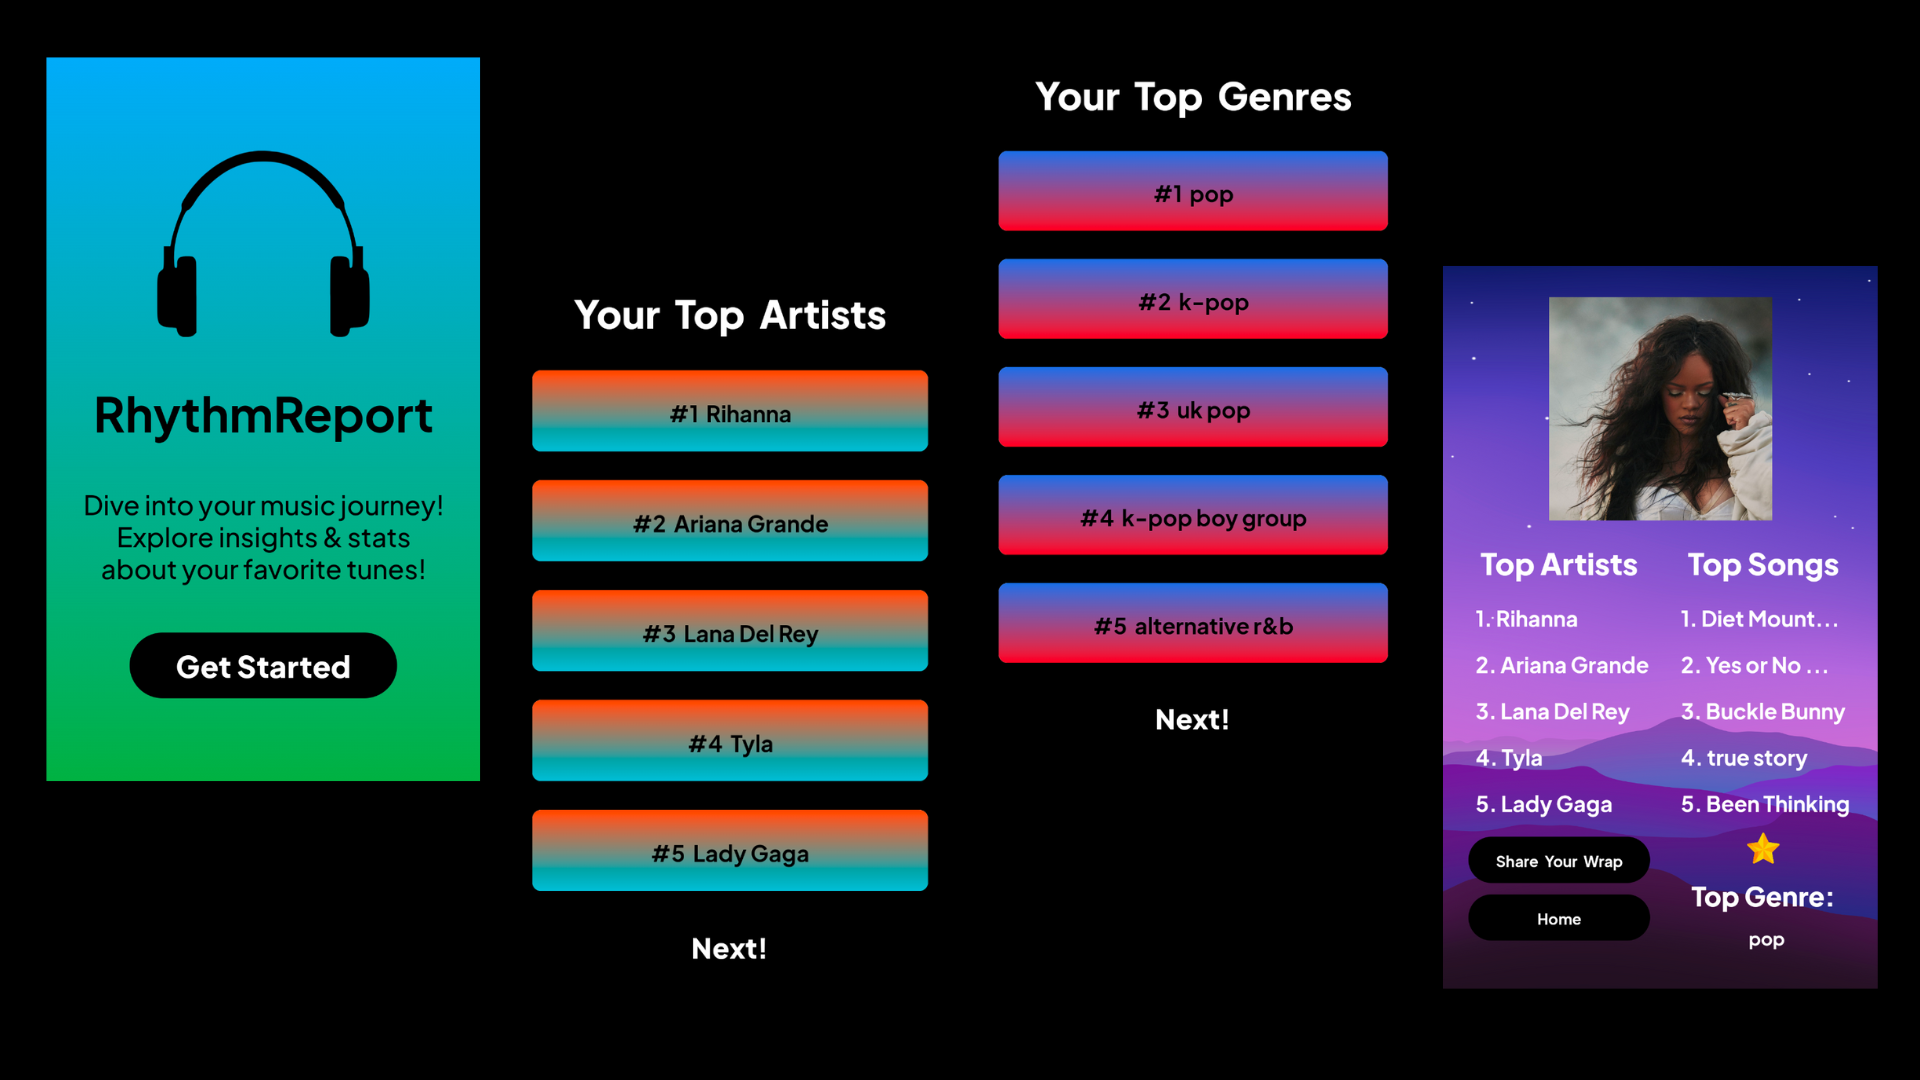 RhythmReport
Dive into your music journey!
Explore insights & stats
about your favorite tunes!
Get Started
Your Top Artists
#1 Rihanna
#2 Ariana Grande
#3 Lana Del Rey
#4 Tyla
#5 Lady Gaga
Next!
Your Top Genres
#1 pop
#2 k-pop
#3 uk pop
#4 k-pop boy group
#5 alternative r&b
Next!
Top Artists
1. Rihanna
2. Ariana Grande
3. Lana Del Rey
4. Tyla
5. Lady Gaga
Share Your Wrap
Home
Top Songs
1. Diet Mount...
2. Yes or No ...
3. Buckle Bunny
4. true story
5. Been Thinking
Top Genre:
pop